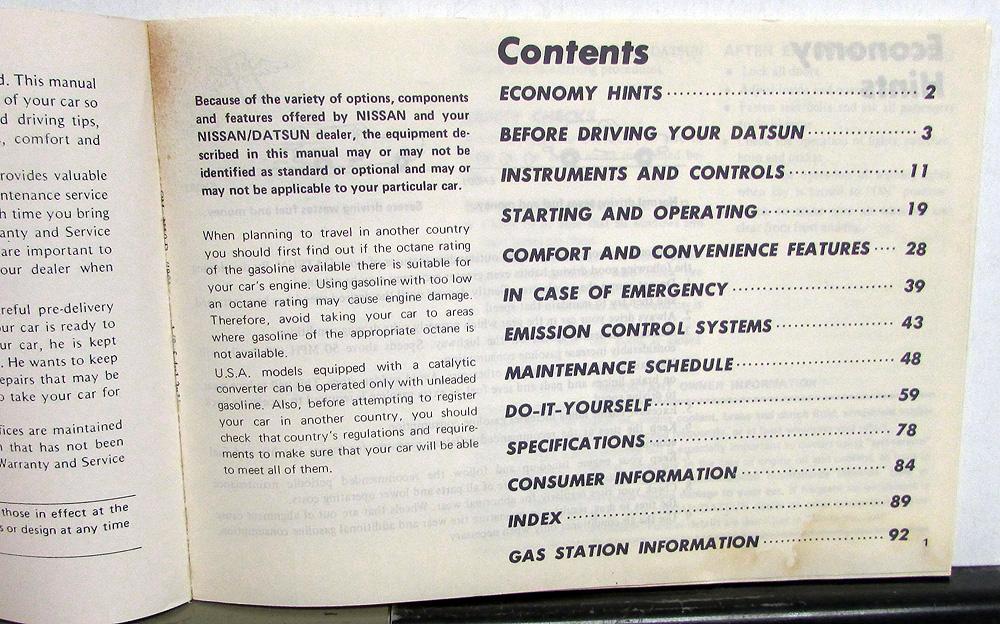 d. This manual
of your car so
d driving tips,
comfort and
rovides valuable
ntenance service
h time you bring
anty and Service
are important to
our dealer when
reful pre-delivery
ur car is ready to
ur car, he is kept
. He wants to keep
epairs that may be
o take your car for
fices are maintained
n that has not been
Warranty and Service
those in effect at the
s or design at any time
Because of the variety of options, components
and features offered by NISSAN and your
NISSAN/DATSUN dealer, the equipment de-
scribed in this manual may or may not be
identified as standard or optional and may or
may not be applicable to your particular car.
When planning to travel in another country
you should first find out if the octane rating
of the gasoline available there is suitable for
your car's engine. Using gasoline with too low
an octane rating may cause engine damage.
Therefore, avoid taking your car to areas
where gasoline of the appropriate octane is
not available.
U.S.A. models equipped with a catalytic
converter can be operated only with unleaded
gasoline. Also, before attempting to register
your car in another country, you should
check that country's regulations and require-
ments to make sure that your car will be able
to meet all of them.
Contents
ECONOMY HINTS 2
BEFORE DRIVING YOUR DATSUN 3
INSTRUMENTS AND CONTROLS 11
STARTING AND OPERATING 19
COMFORT AND CONVENIENCE FEATURES 28
IN CASE OF EMERGENCY 39
EMISSION CONTROL SYSTEMS 43
MAINTENANCE SCHEDULE 48
DO-IT-YOURSELF 59
SPECIFICATIONS 78
CONSUMER INFORMATION 84
INDEX 89
GAS STATION INFORMATION 92
1